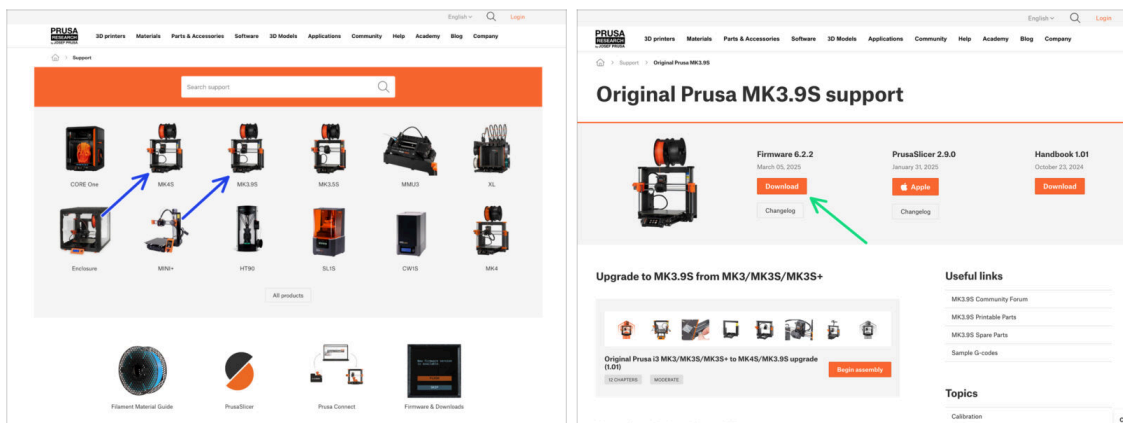 English
Login
PRUSA
RESEARCH
by JOSEF PRUSA
3D printers Materials Parts & Accessories Software 3D Models Applications Community Help Academy Blog Company
Support
Search support
CORE One MK4S MK3.9S MK3.5S MMU3 XL
Enclosure MINI+ HT90 SL1S CW1S MK4
All products
Filament Material Guide PrusaSlicer Prusa Connect Firmware & Downloads
English
Login
PRUSA
RESEARCH
by JOSEF PRUSA
3D printers Materials Parts & Accessories Software 3D Models Applications Community Help Academy Blog Company
Support Original Prusa MK3.9S
Original Prusa MK3.9S support
Firmware 6.2.2 PrusaSlicer 2.9.0 Handbook 1.01
March 05, 2025 January 31, 2025 October 23, 2024
Download Apple Download
Changelog Changelog
Upgrade to MK3.9S from MK3/MK3S/MK3S+
Original Prusa i3 MK3/MK3S/MK3S+ to MK4S/MK3.9S upgrade
(1.01)
12 CHAPTERS MODERATE
Begin assembly
Useful links
MK3.9S Community Forum
MK3.9S Printable Parts
MK3.9S Spare Parts
Sample G-codes
Topics
Calibration